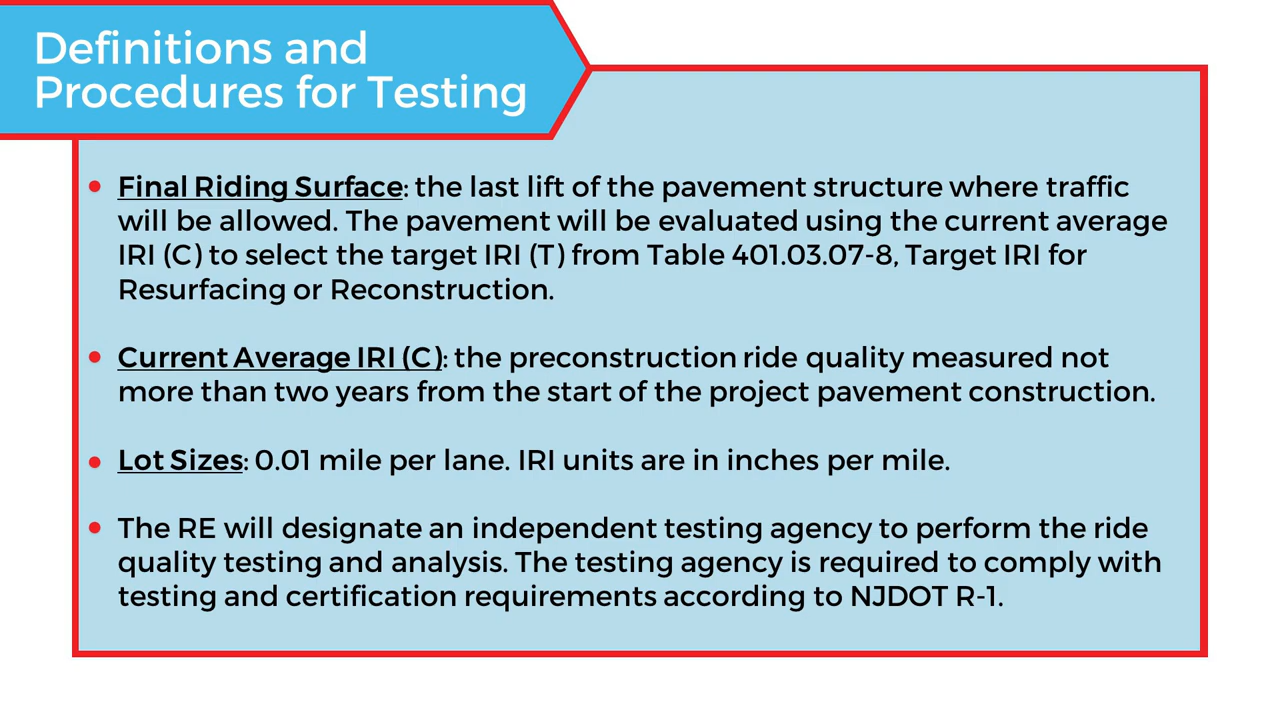 Definitions and
Procedures for Testing
Final Riding Surface: the last lift of the pavement structure where traffic
will be allowed. The pavement will be evaluated using the current average
IRI (C) to select the target IRI (T) from Table 401.03.07-8, Target IRI for
Resurfacing or Reconstruction.
Current Average IRI (C): the preconstruction ride quality measured not
more than two years from the start of the project pavement construction.
Lot Sizes: 0.01 mile per lane. IRI units are in inches per mile.
The RE will designate an independent testing agency to perform the ride
quality testing and analysis. The testing agency is required to comply with
testing and certification requirements according to NJDOT R-1.